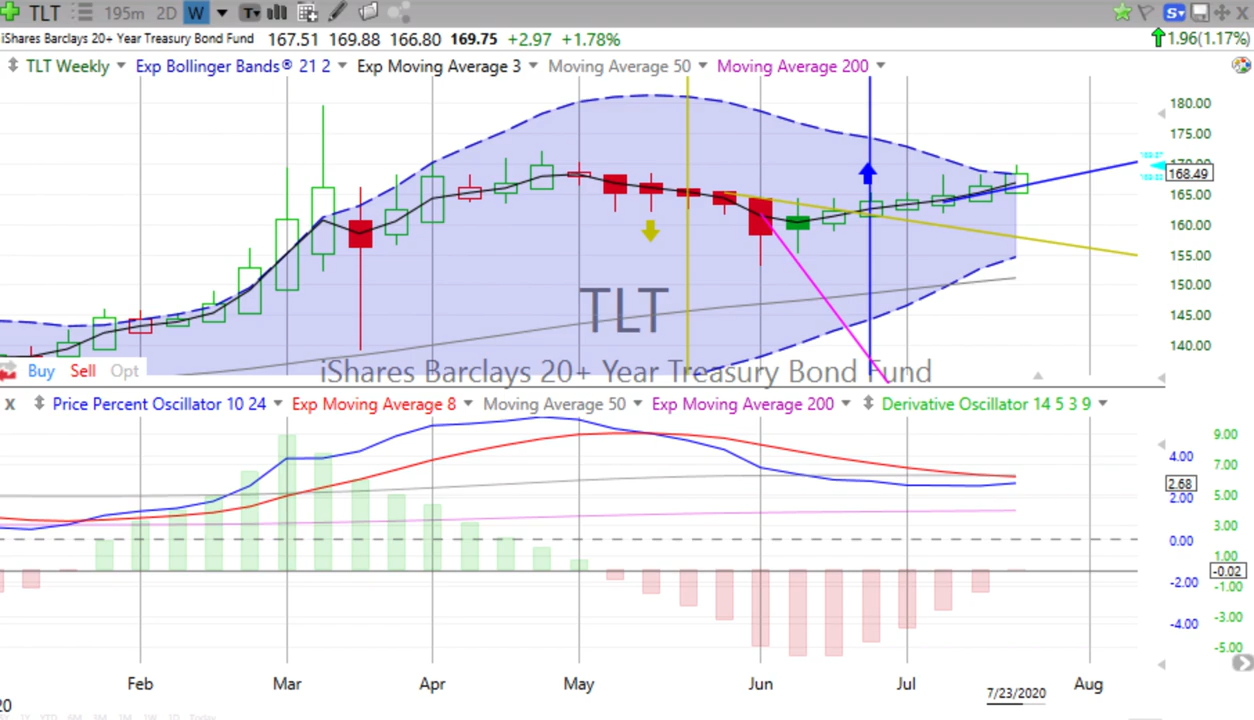 TLT 195m 2D W T
S
iShares Barclays 20+ Year Treasury Bond Fund 167.51 169.88 166.80 169.75 +2.97 +1.78% 1.96(1.17%)
TLT Weekly Exp Bollinger Bands® 21 2 Exp Moving Average 3 Moving Average 50 Moving Average 200
180.00
175.00
170.00
168.49
165.00
160.00
155.00
150.00
145.00
140.00
TLT
iShares Barclays 20+ Year Treasury Bond Fund
Buy Sell Opt
X Price Percent Oscillator 10 24 Exp Moving Average 8 Moving Average 50 Exp Moving Average 200 Derivative Oscillator 14 5 3 9
4.00
2.68
2.00
0.00
-2.00
-4.00
9.00
7.00
5.00
3.00
1.00
-0.02
-1.00
-3.00
-5.00
Feb Mar Apr May Jun Jul 7/23/2020 Aug
20